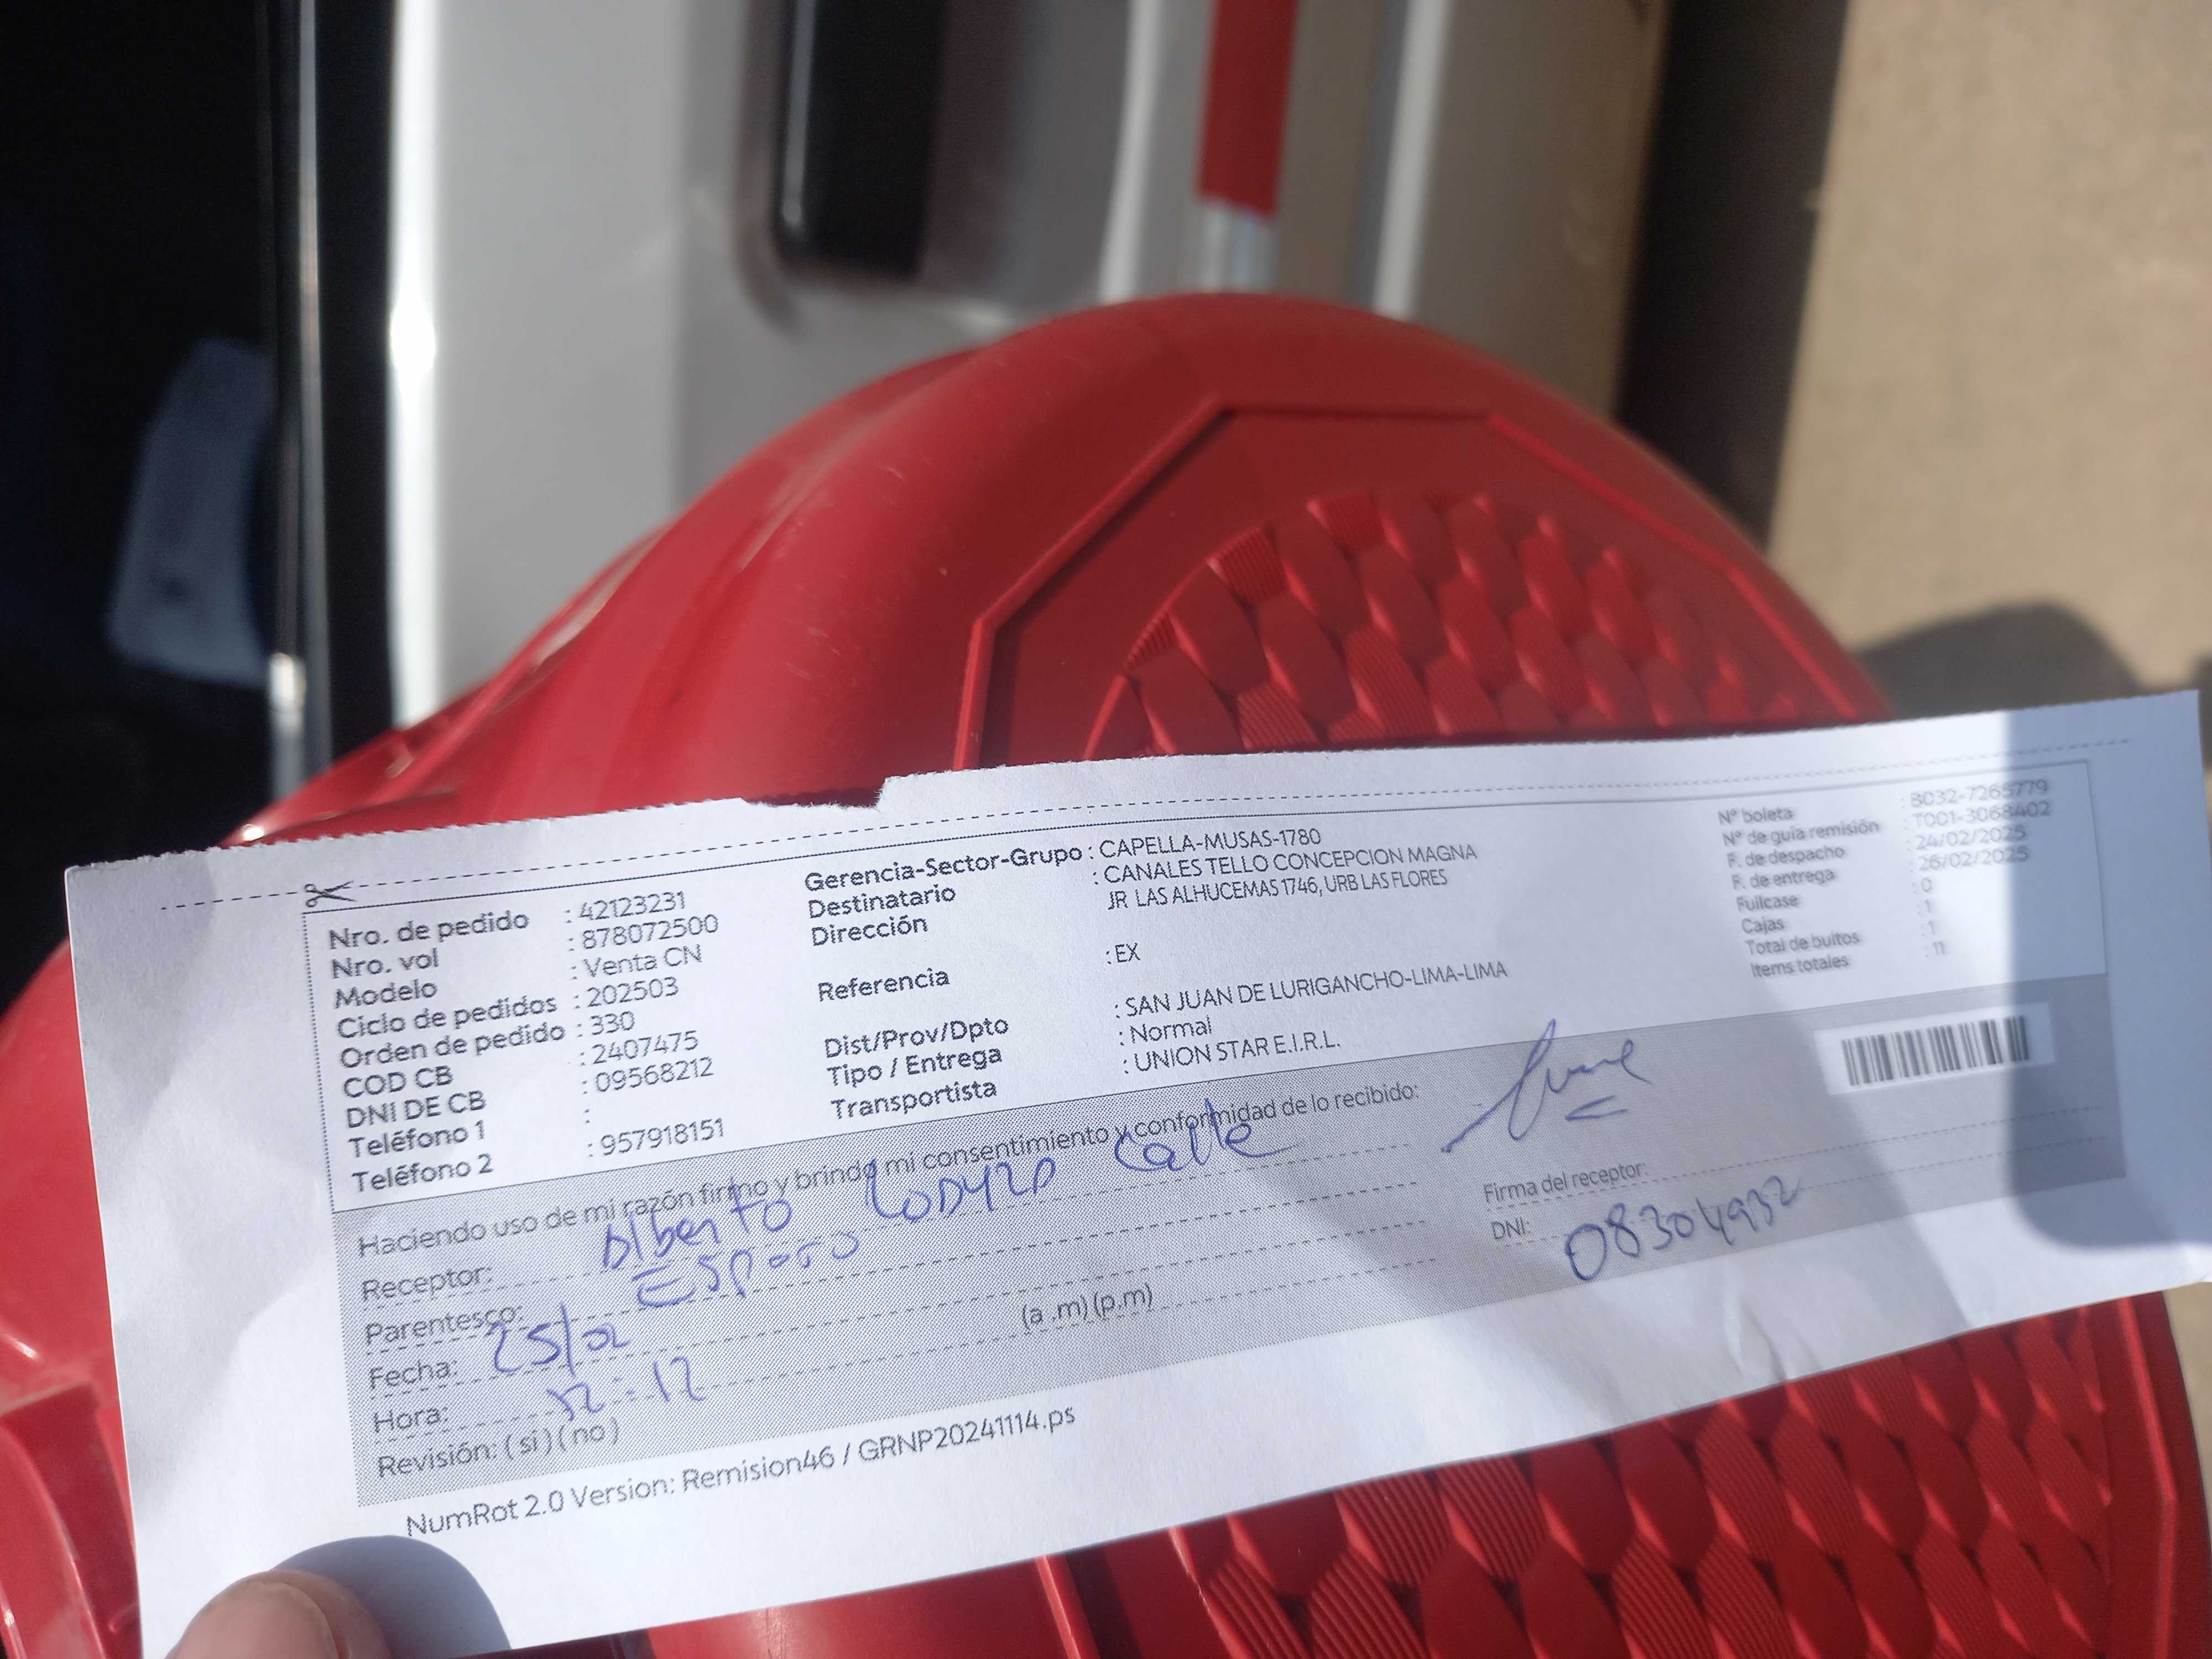 Nro. de pedido : 42123231
Nro. vol : 878072500
Modelo : Venta CN
Ciclo de pedidos : 202503
Orden de pedido : 330
COD CB : 2407475
DNI DE CB : 09568212
Teléfono 1 :
Teléfono 2 : 957918151
Gerencia-Sector-Grupo : CAPELLA-MUSAS-1780
Destinatario : CANALES TELLO CONCEPCION MAGNA
Dirección JR LAS ALHUCEMAS 1746, URB LAS FLORES
Referencia : EX
Dist/Prov/Dpto : SAN JUAN DE LURIGANCHO-LIMA-LIMA
Tipo / Entrega : Normal
Transportista : UNION STAR E.I.R.L.
Nº boleta : B032-7265779
Nº de guía remisión : T001-3068402
F. de despacho : 24/02/2025
F. de entrega : 26/02/2025
Fullcase : 0
Cajas : 1
Total de bultos : 1
Items totales : 11
Haciendo uso de mi razón firmo y brindo mi consentimiento y conformidad de lo recibido:
Receptor: Alberto Calle
Parentesco: Esposo
Fecha: 25/02
Hora: 12:12 (a .m) (p.m)
Revisión: ( si ) ( no )
Firma del receptor:
DNI: 08304932
NumRot 2.0 Version: Remision46 / GRNP20241114.ps